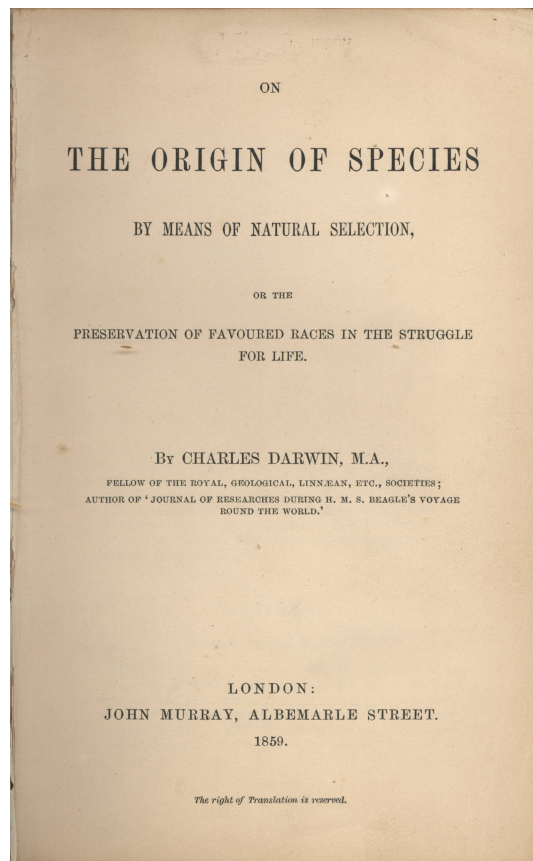 ON
THE ORIGIN OF SPECIES
BY MEANS OF NATURAL SELECTION,
OR THE
PRESERVATION OF FAVOURED RACES IN THE STRUGGLE
FOR LIFE.
BY CHARLES DARWIN, M.A.,
FELLOW OF THE ROYAL, GEOLOGICAL, LINNÆAN, ETC., SOCIETIES;
AUTHOR OF ‘JOURNAL OF RESEARCHES DURING H. M. S. BEAGLE’S VOYAGE
ROUND THE WORLD.’
LONDON:
JOHN MURRAY, ALBEMARLE STREET.
1859.
The right of Translation is reserved.